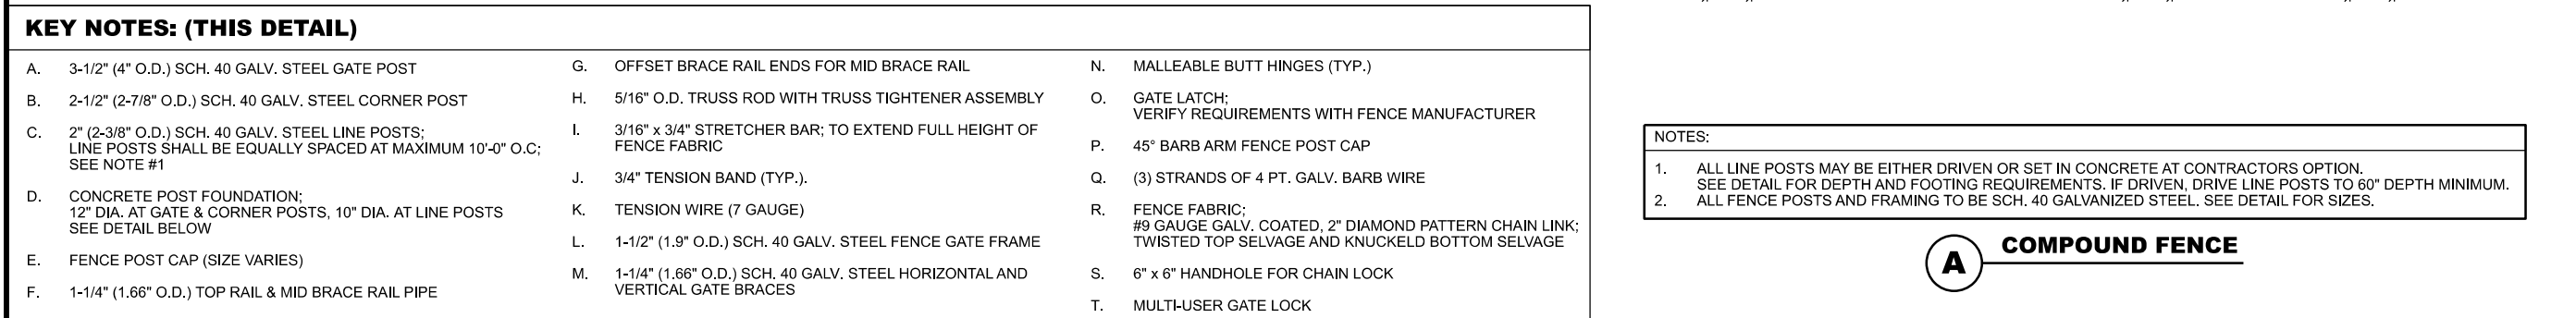 KEY NOTES: (THIS DETAIL)
A. 3-1/2" (4" O.D.) SCH. 40 GALV. STEEL GATE POST
B. 2-1/2" (2-7/8" O.D.) SCH. 40 GALV. STEEL CORNER POST
C. 2" (2-3/8" O.D.) SCH. 40 GALV. STEEL LINE POSTS;
LINE POSTS SHALL BE EQUALLY SPACED AT MAXIMUM 10'-0" O.C;
SEE NOTE #1
D. CONCRETE POST FOUNDATION;
12" DIA. AT GATE & CORNER POSTS, 10" DIA. AT LINE POSTS
SEE DETAIL BELOW
E. FENCE POST CAP (SIZE VARIES)
F. 1-1/4" (1.66" O.D.) TOP RAIL & MID BRACE RAIL PIPE
G. OFFSET BRACE RAIL ENDS FOR MID BRACE RAIL
H. 5/16" O.D. TRUSS ROD WITH TRUSS TIGHTENER ASSEMBLY
I. 3/16" x 3/4" STRETCHER BAR; TO EXTEND FULL HEIGHT OF
FENCE FABRIC
J. 3/4" TENSION BAND (TYP.).
K. TENSION WIRE (7 GAUGE)
L. 1-1/2" (1.9" O.D.) SCH. 40 GALV. STEEL FENCE GATE FRAME
M. 1-1/4" (1.66" O.D.) SCH. 40 GALV. STEEL HORIZONTAL AND
VERTICAL GATE BRACES
N. MALLEABLE BUTT HINGES (TYP.)
O. GATE LATCH;
VERIFY REQUIREMENTS WITH FENCE MANUFACTURER
P. 45° BARB ARM FENCE POST CAP
Q. (3) STRANDS OF 4 PT. GALV. BARB WIRE
R. FENCE FABRIC;
#9 GAUGE GALV. COATED, 2" DIAMOND PATTERN CHAIN LINK;
TWISTED TOP SELVAGE AND KNUCKELD BOTTOM SELVAGE
S. 6" x 6" HANDHOLE FOR CHAIN LOCK
T. MULTI-USER GATE LOCK
NOTES:
1. ALL LINE POSTS MAY BE EITHER DRIVEN OR SET IN CONCRETE AT CONTRACTORS OPTION.
SEE DETAIL FOR DEPTH AND FOOTING REQUIREMENTS. IF DRIVEN, DRIVE LINE POSTS TO 60" DEPTH MINIMUM.
2. ALL FENCE POSTS AND FRAMING TO BE SCH. 40 GALVANIZED STEEL. SEE DETAIL FOR SIZES.
A COMPOUND FENCE